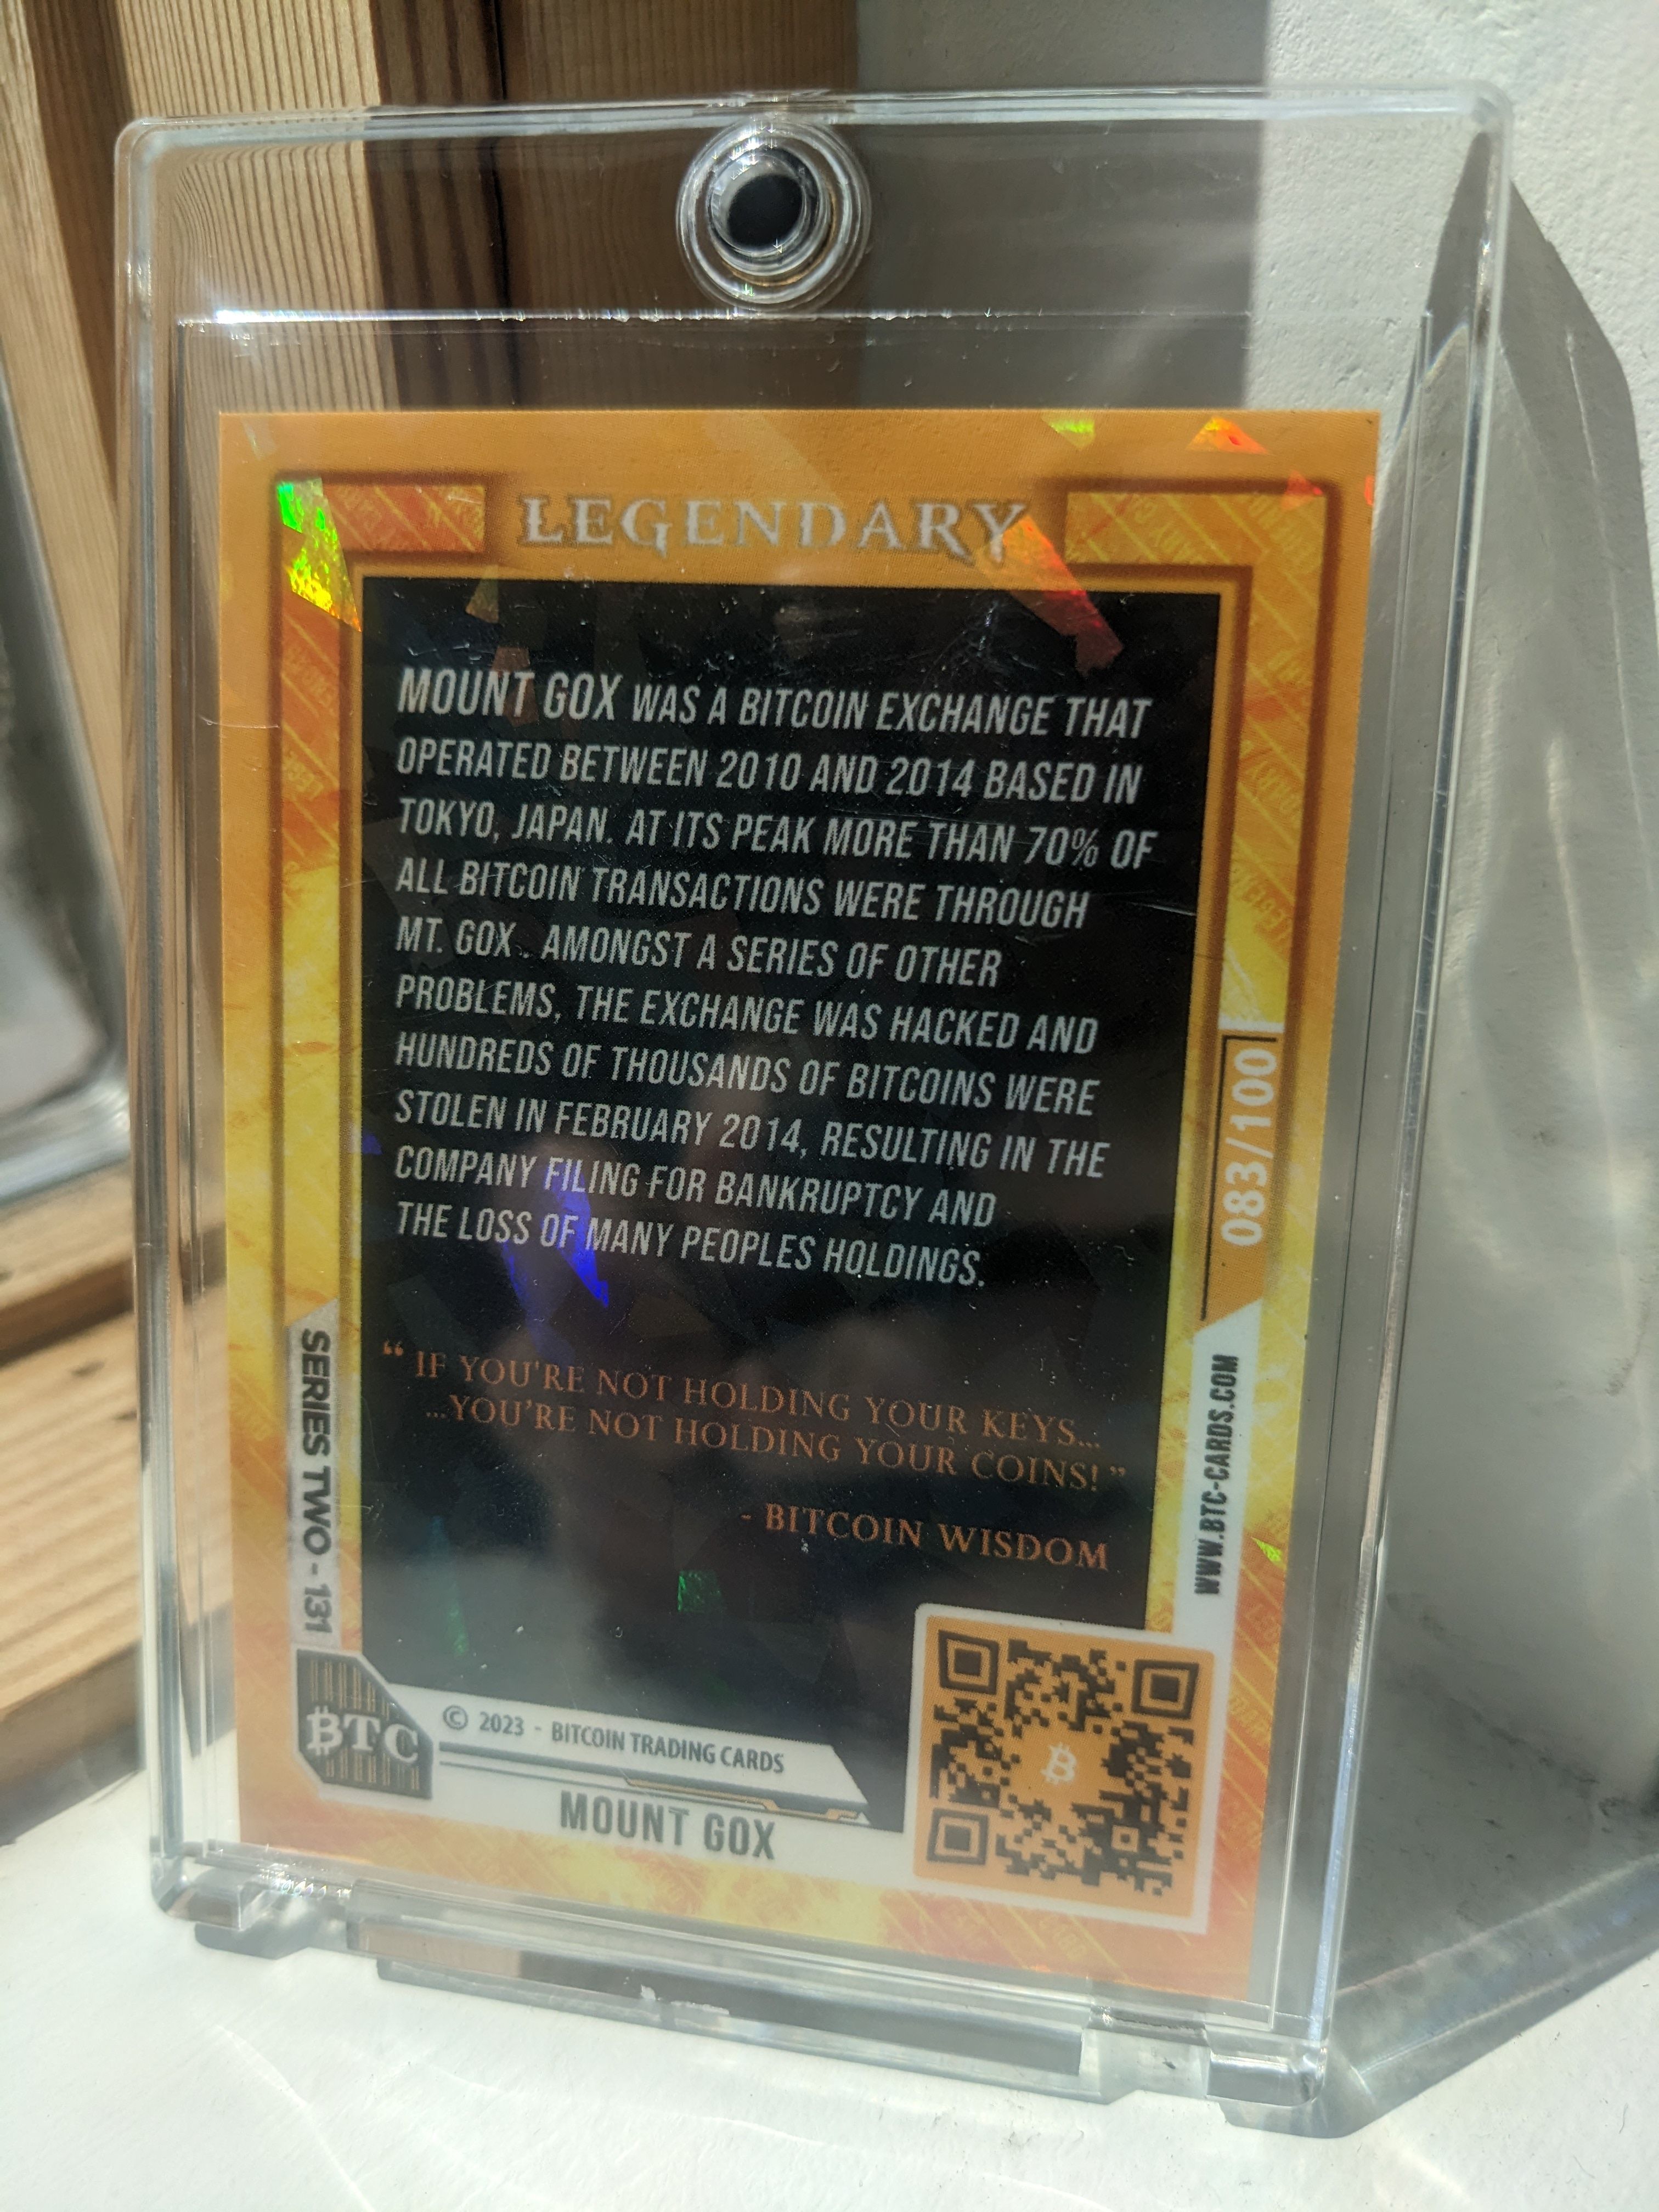 LEGENDARY
MOUNT GOX WAS A BITCOIN EXCHANGE THAT
OPERATED BETWEEN 2010 AND 2014 BASED IN
TOKYO, JAPAN. AT ITS PEAK MORE THAN 70% OF
ALL BITCOIN TRANSACTIONS WERE THROUGH
MT. GOX . AMONGST A SERIES OF OTHER
PROBLEMS, THE EXCHANGE WAS HACKED AND
HUNDREDS OF THOUSANDS OF BITCOINS WERE
STOLEN IN FEBRUARY 2014, RESULTING IN THE
COMPANY FILING FOR BANKRUPTCY AND
THE LOSS OF MANY PEOPLES HOLDINGS.
“ IF YOU'RE NOT HOLDING YOUR KEYS...
...YOU'RE NOT HOLDING YOUR COINS! ”
- BITCOIN WISDOM
083/100
WWW.BTC-CARDS.COM
SERIES TWO - 131
₿TC
© 2023 - BITCOIN TRADING CARDS
MOUNT GOX